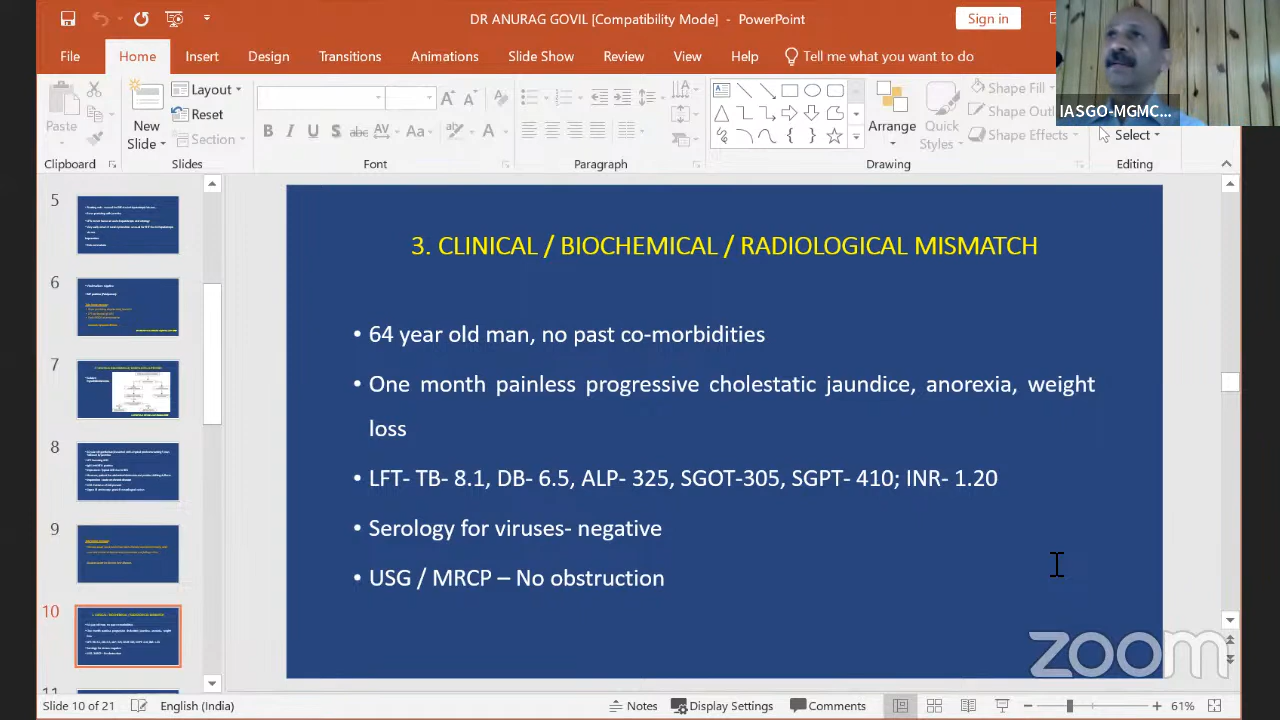 DR ANURAG GOVIL [Compatibility Mode] - PowerPoint
Sign in
File Home Insert Design Transitions Animations Slide Show Review View Help Tell me what you want to do
IASGO-MGMC...
Paste
New
Slide
Layout
Reset
Section
Arrange
Quick
Styles
Shape Fill
Shape Outl
Shape Effects
Select
Clipboard Slides Font Paragraph Drawing Editing
5
6
7
8
9
10
11
3. CLINICAL / BIOCHEMICAL / RADIOLOGICAL MISMATCH
• 64 year old man, no past co-morbidities
• One month painless progressive cholestatic jaundice, anorexia, weight
loss
• LFT- TB- 8.1, DB- 6.5, ALP- 325, SGOT-305, SGPT- 410; INR- 1.20
• Serology for viruses- negative
• USG / MRCP – No obstruction
zoom
Slide 10 of 21 English (India) Notes Display Settings Comments 61%